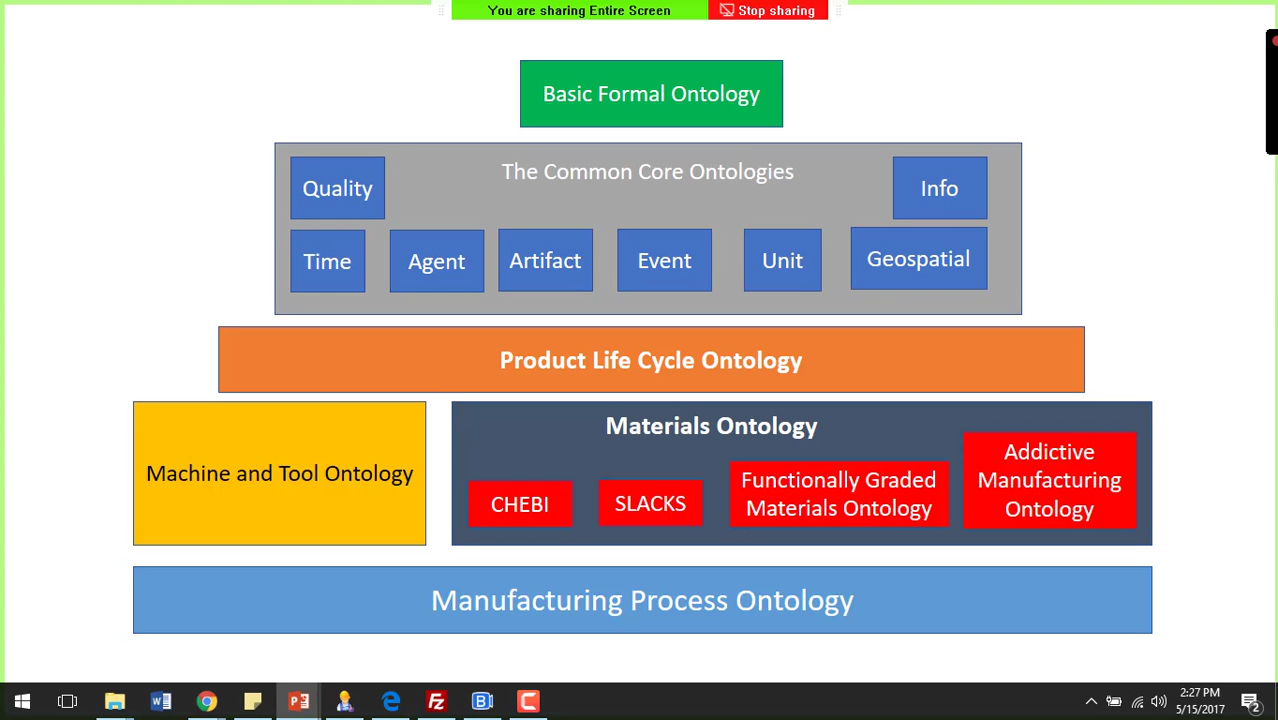 You are sharing Entire Screen
Stop sharing
Basic Formal Ontology
The Common Core Ontologies
Quality
Info
Time
Agent
Artifact
Event
Unit
Geospatial
Product Life Cycle Ontology
Machine and Tool Ontology
Materials Ontology
CHEBI
SLACKS
Functionally Graded
Materials Ontology
Addictive
Manufacturing
Ontology
Manufacturing Process Ontology
2:27 PM
5/15/2017
2